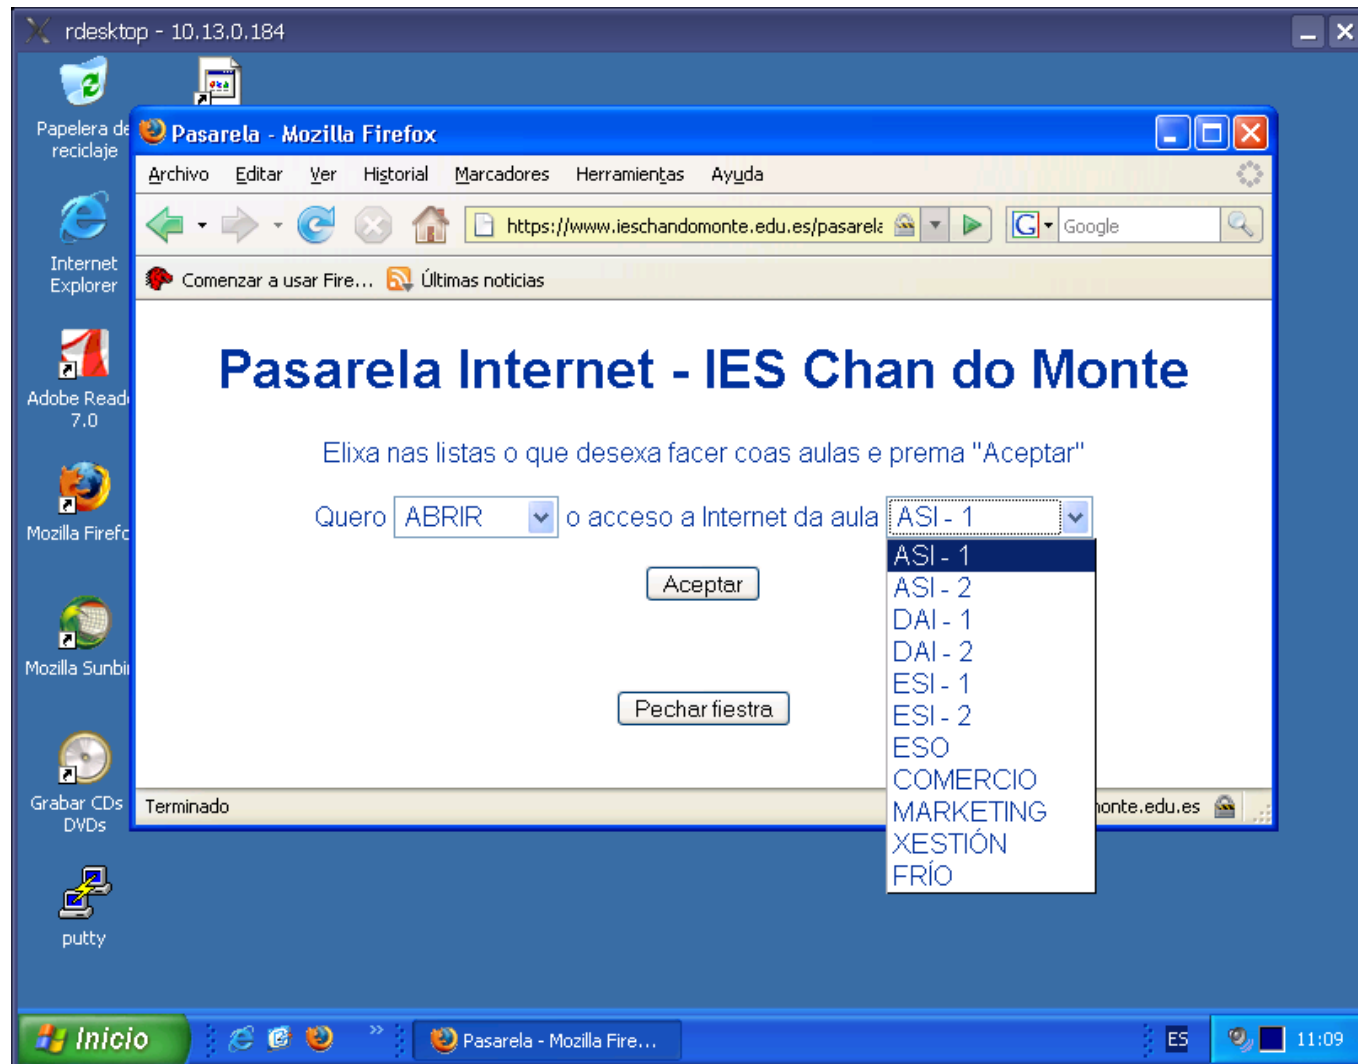 rdesktop - 10.13.0.184
Papelera de
reciclaje
Internet
Explorer
Adobe Read
7.0
Mozilla Firefo
Mozilla Sunbi
Grabar CDs
DVDs
putty
Pasarela - Mozilla Firefox
Archivo Editar Ver Historial Marcadores Herramientas Ayuda
https://www.ieschandomonte.edu.es/pasarela G Google
Comenzar a usar Fire... Últimas noticias
Pasarela Internet - IES Chan do Monte
Elixa nas listas o que desexa facer coas aulas e prema "Aceptar"
Quero ABRIR o acceso a Internet da aula ASI - 1
ASI - 1
ASI - 2
DAI - 1
DAI - 2
ESI - 1
ESI - 2
ESO
COMERCIO
MARKETING
XESTIÓN
FRÍO
Aceptar
Pechar fiestra
Terminado onte.edu.es
Inicio Pasarela - Mozilla Fire... ES 11:09